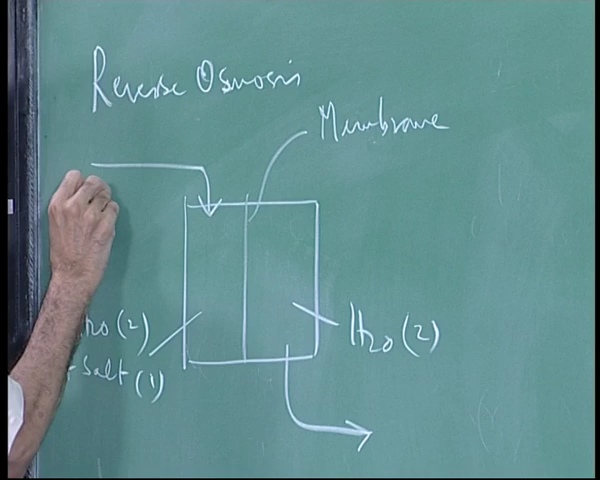 Reverse Osmosis
Membrane
H2O (2)
+ Salt (1)
H2O (2)